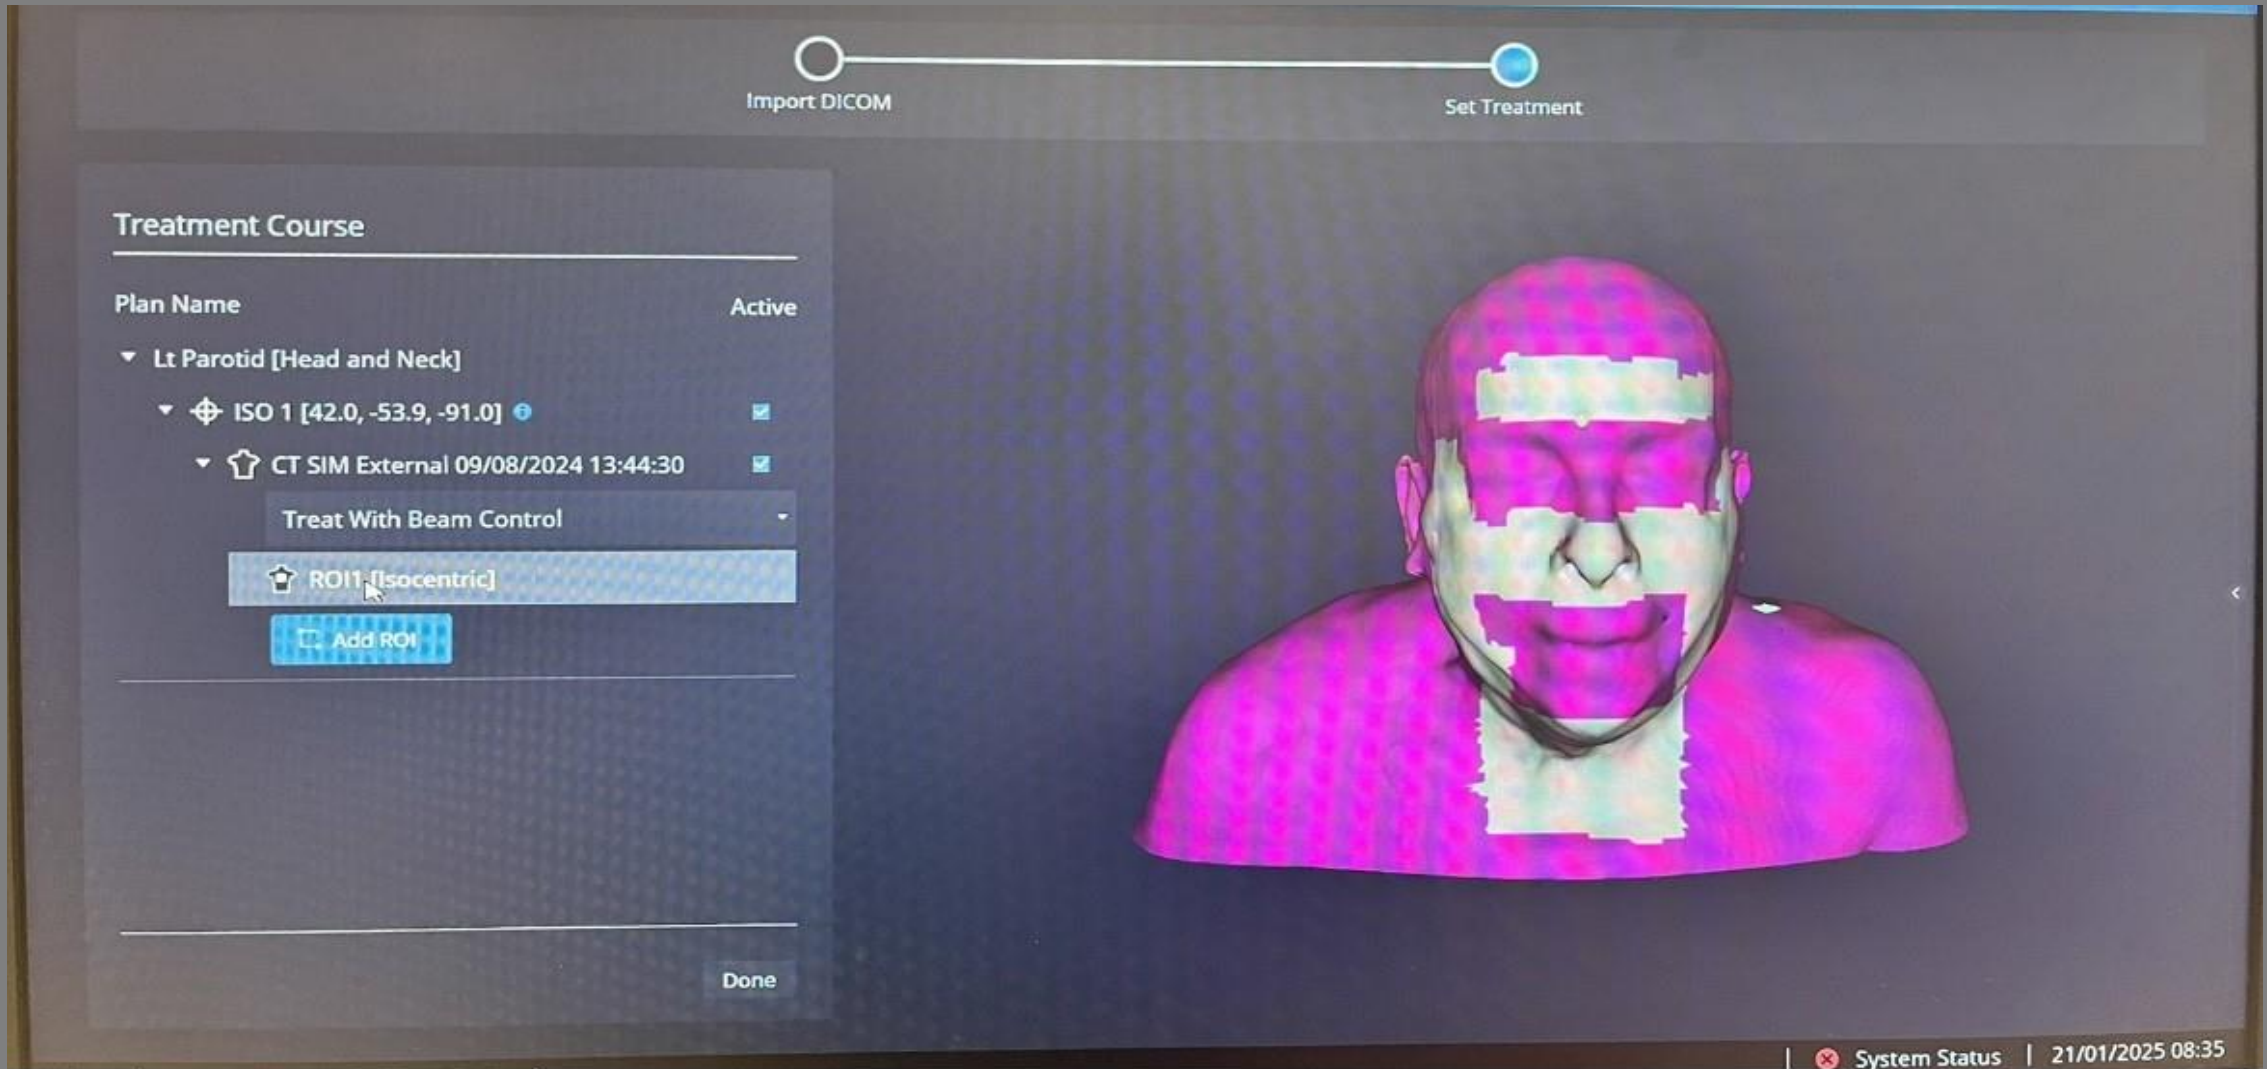 Import DICOM
Set Treatment
Treatment Course
Plan Name
Active
Lt Parotid [Head and Neck]
ISO 1 [42.0, -53.9, -91.0]
CT SIM External 09/08/2024 13:44:30
Treat With Beam Control
ROI1 [Isocentric]
Add ROI
Done
System Status | 21/01/2025 08:35